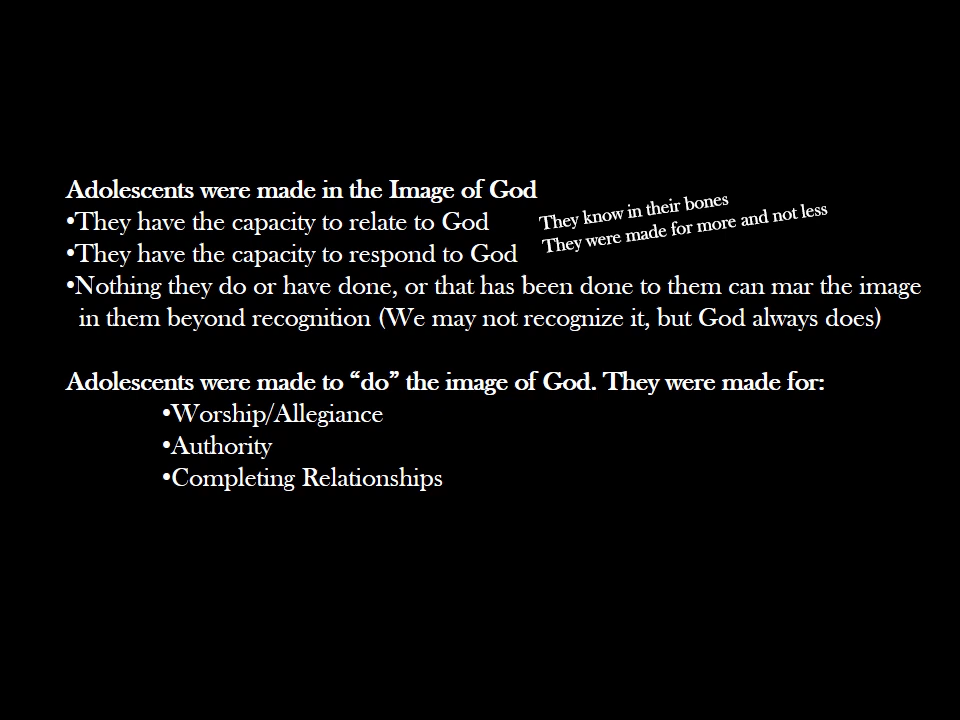 Adolescents were made in the Image of God
•They have the capacity to relate to God
They know in their bones
They were made for more and not less
•They have the capacity to respond to God
•Nothing they do or have done, or that has been done to them can mar the image
in them beyond recognition (We may not recognize it, but God always does)
Adolescents were made to “do” the image of God. They were made for:
•Worship/Allegiance
•Authority
•Completing Relationships